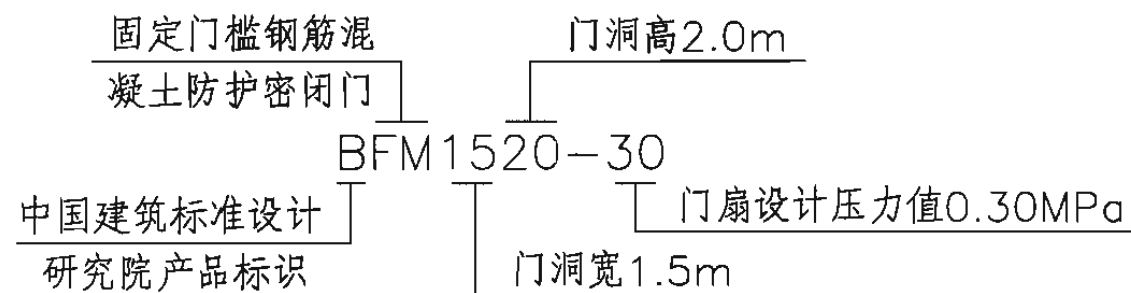 固定门槛钢筋混
凝土防护密闭门
门洞高2.0m
BFM1520-30
中国建筑标准设计
研究院产品标识
门洞宽1.5m
门扇设计压力值0.30MPa